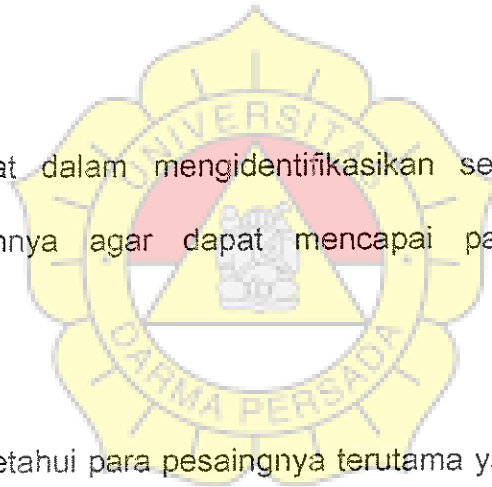 at dalam mengidentifikasikan se
nnya agar dapat mencapai pa
etahui para pesaingnya terutama y
UNIVERSITAS
DARMA PERSADA